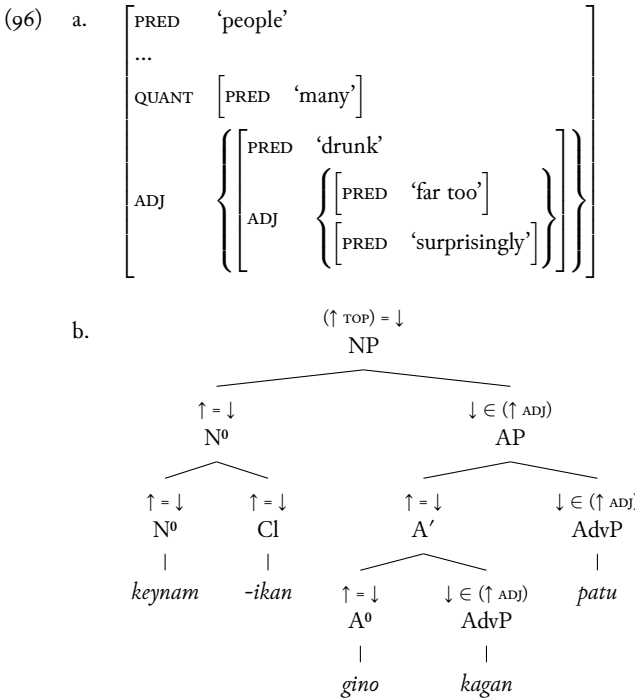 (96) a. PRED ‘people’
...
QUANT [PRED ‘many’]
PRED ‘drunk’
ADJ { ADJ { [PRED ‘far too’]
[PRED ‘surprisingly’]
b. (↑ TOP) = ↓
NP
↑ = ↓ ↓ ∈ (↑ ADJ)
N⁰ AP
↑ = ↓ ↑ = ↓ ↑ = ↓ ↓ ∈ (↑ ADJ)
N⁰ Cl A′ AdvP
keynam -ikan ↑ = ↓ ↓ ∈ (↑ ADJ) patu
A⁰ AdvP
gino kagan